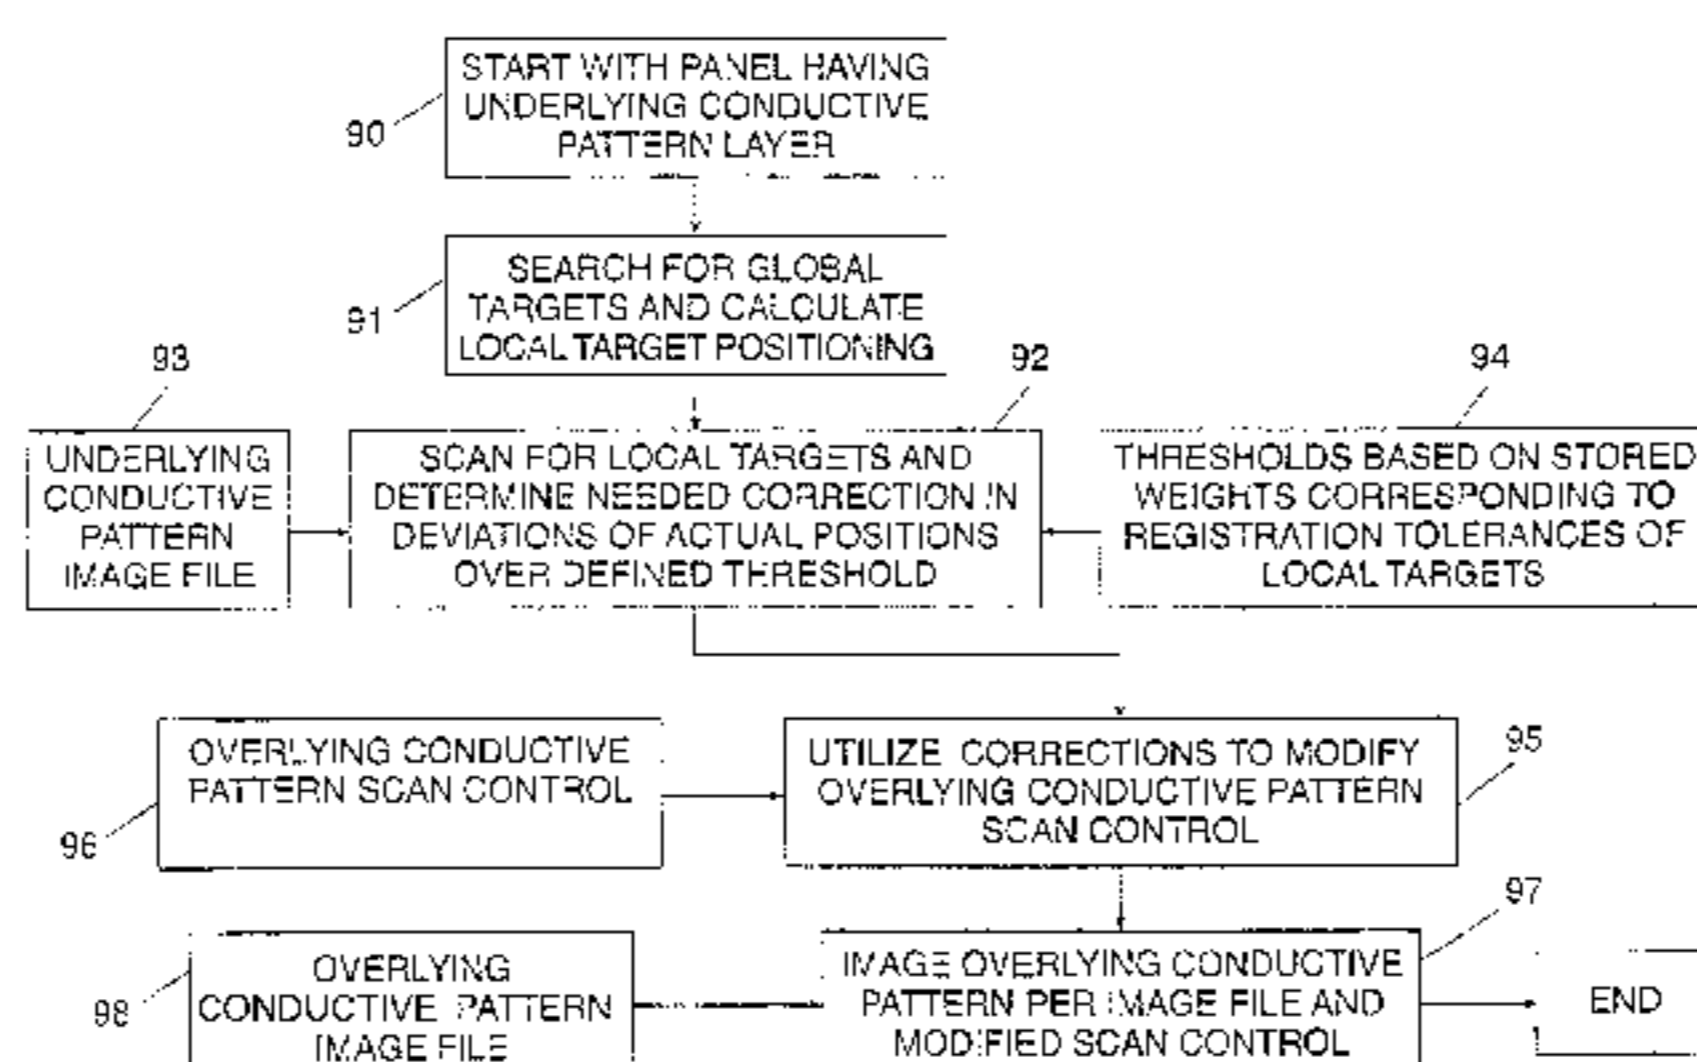 START WITH PANEL HAVING
UNDERLYING CONDUCTIVE
PATTERN LAYER
90
SEARCH FOR GLOBAL
TARGETS AND CALCULATE
LOCAL TARGET POSITIONING
91
93
92
94
UNDERLYING
CONDUCTIVE
PATTERN
IMAGE FILE
SCAN FOR LOCAL TARGETS AND
DETERMINE NEEDED CORRECTION IN
DEVIATIONS OF ACTUAL POSITIONS
OVER DEFINED THRESHOLD
THRESHOLDS BASED ON STORED
WEIGHTS CORRESPONDING TO
REGISTRATION TOLERANCES OF
LOCAL TARGETS
OVERLYING CONDUCTIVE
PATTERN SCAN CONTROL
96
UTILIZE CORRECTIONS TO MODIFY
OVERLYING CONDUCTIVE PATTERN
SCAN CONTROL
95
97
OVERLYING
CONDUCTIVE PATTERN
IMAGE FILE
98
IMAGE OVERLYING CONDUCTIVE
PATTERN PER IMAGE FILE AND
MODIFIED SCAN CONTROL
END